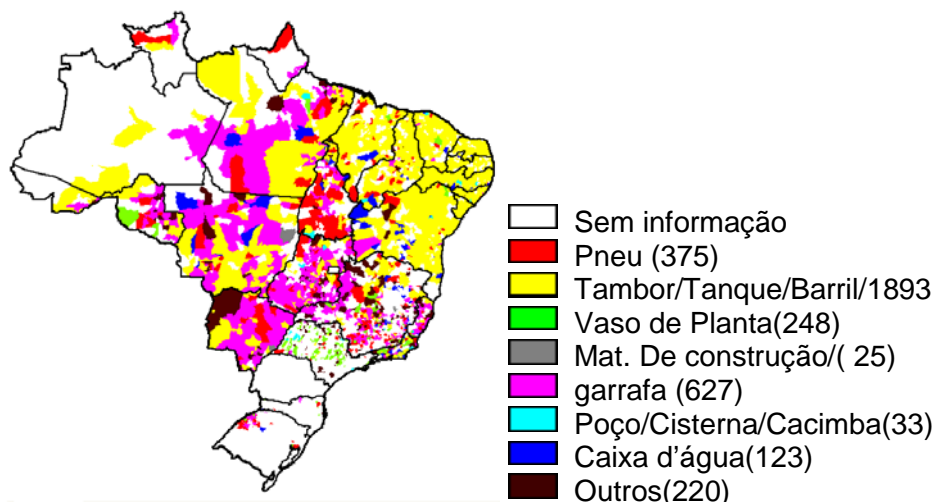 Sem informação
Pneu (375)
Tambor/Tanque/Barril/1893
Vaso de Planta(248)
Mat. De construção/( 25)
garrafa (627)
Poço/Cisterna/Cacimba(33)
Caixa d'água(123)
Outros(220)